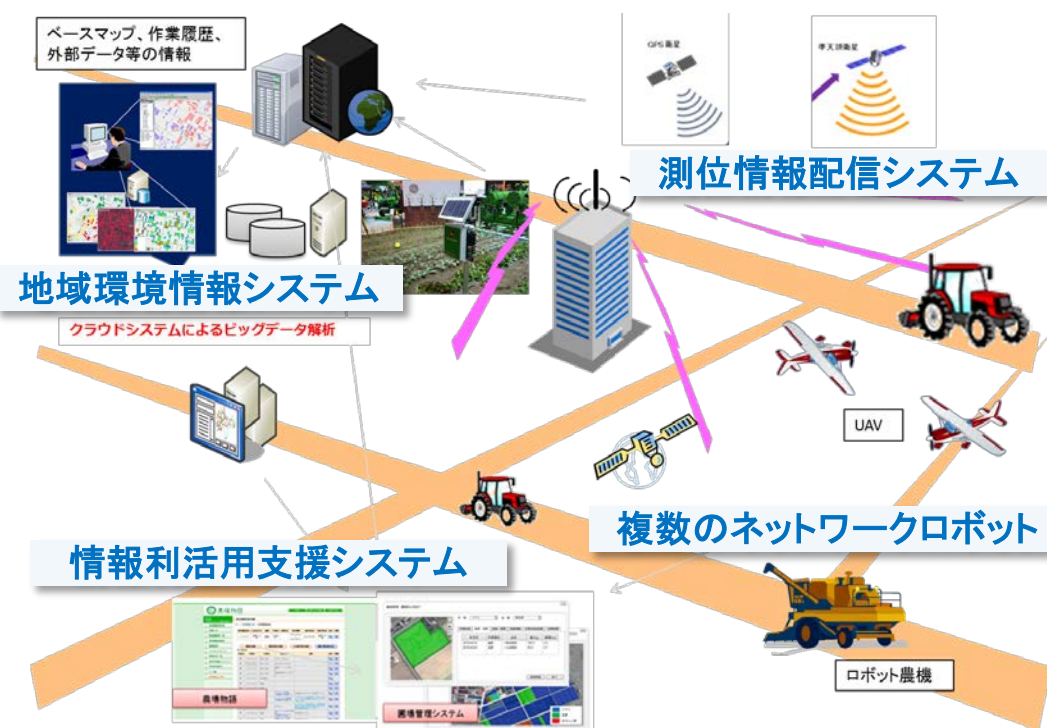 ベースマップ、作業履歴、
外部データ等の情報
GPS衛星
準天頂衛星
測位情報配信システム
地域環境情報システム
クラウドシステムによるビッグデータ解析
UAV
複数のネットワークロボット
情報利活用支援システム
農場物語
圃場管理システム
ロボット農機